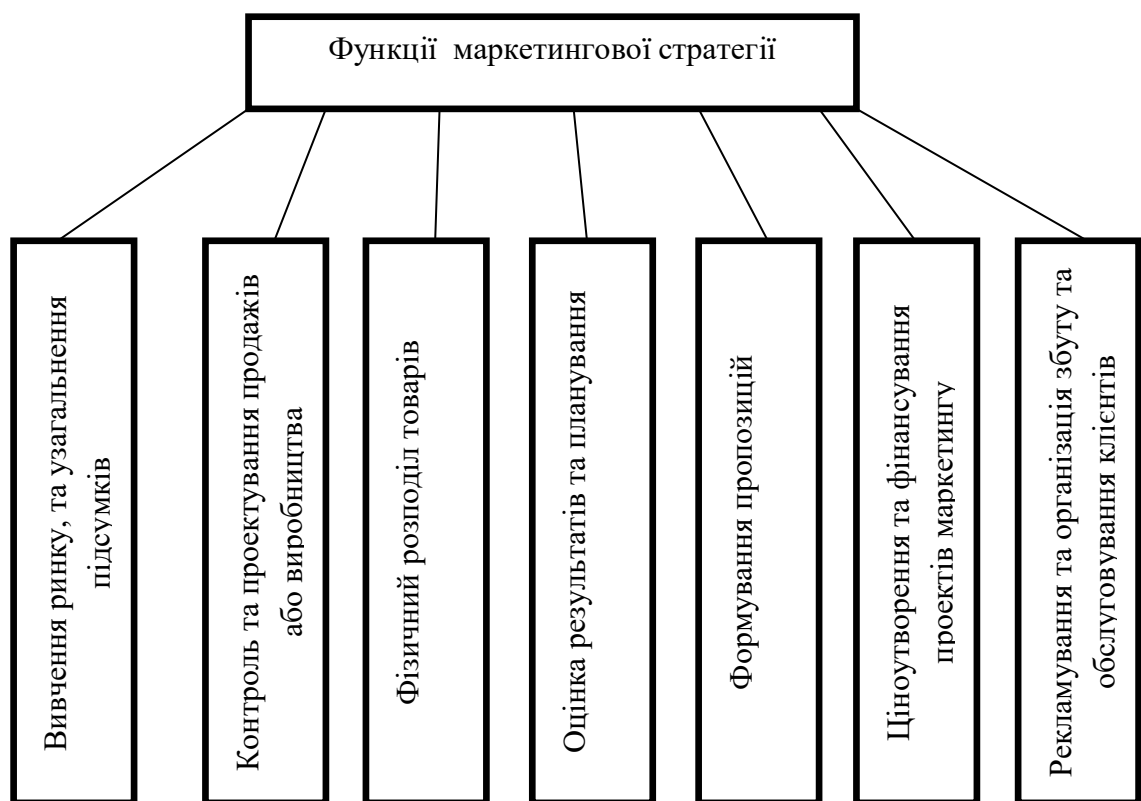 Функції маркетингової стратегії
Вивчення ринку, та узагальнення
підсумків
Контроль та проектування продажів
або виробництва
Фізичний розподіл товарів
Оцінка результатів та планування
Формування пропозицій
Ціноутворення та фінансування
проектів маркетингу
Рекламування та організація збуту та
обслуговування клієнтів